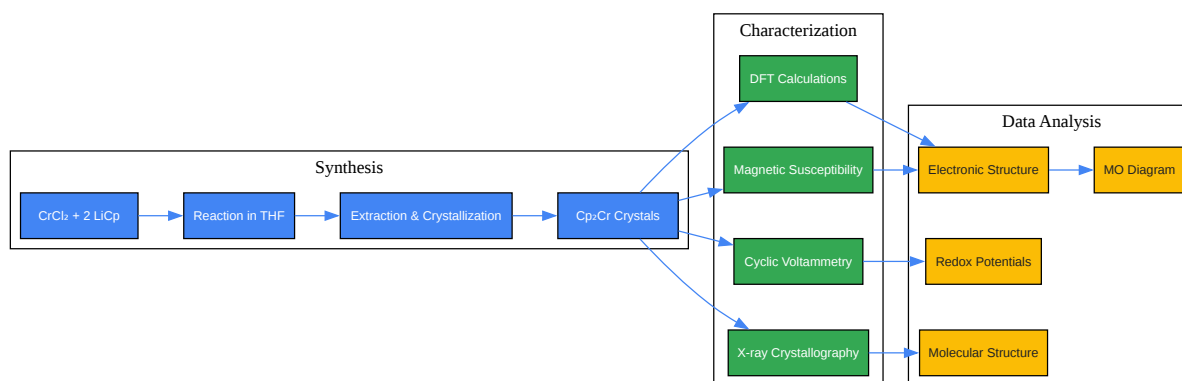 Synthesis
CrCl₂ + 2 LiCp
Reaction in THF
Extraction & Crystallization
Cp₂Cr Crystals
Characterization
DFT Calculations
Magnetic Susceptibility
Cyclic Voltammetry
X-ray Crystallography
Data Analysis
Electronic Structure
MO Diagram
Redox Potentials
Molecular Structure